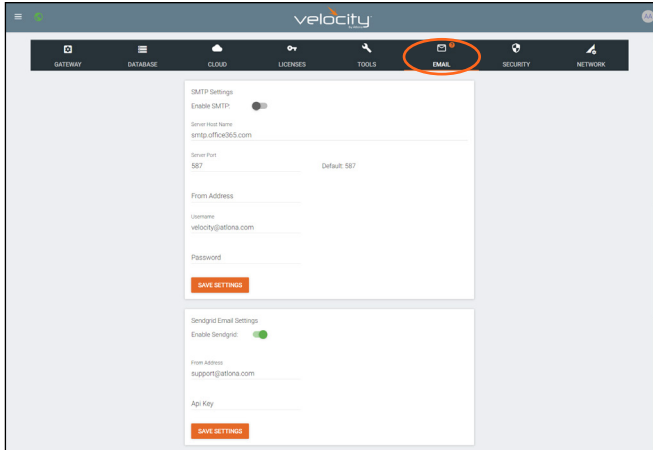 velocity
GATEWAY DATABASE CLOUD LICENSES TOOLS EMAIL SECURITY NETWORK
SMTP Settings
Enable SMTP:
Server Host Name
smtp.office365.com
Server Port
587 Default: 587
From Address
Username
velocity@atlona.com
Password
SAVE SETTINGS
Sendgrid Email Settings
Enable Sendgrid:
From Address
support@atlona.com
Api Key
SAVE SETTINGS